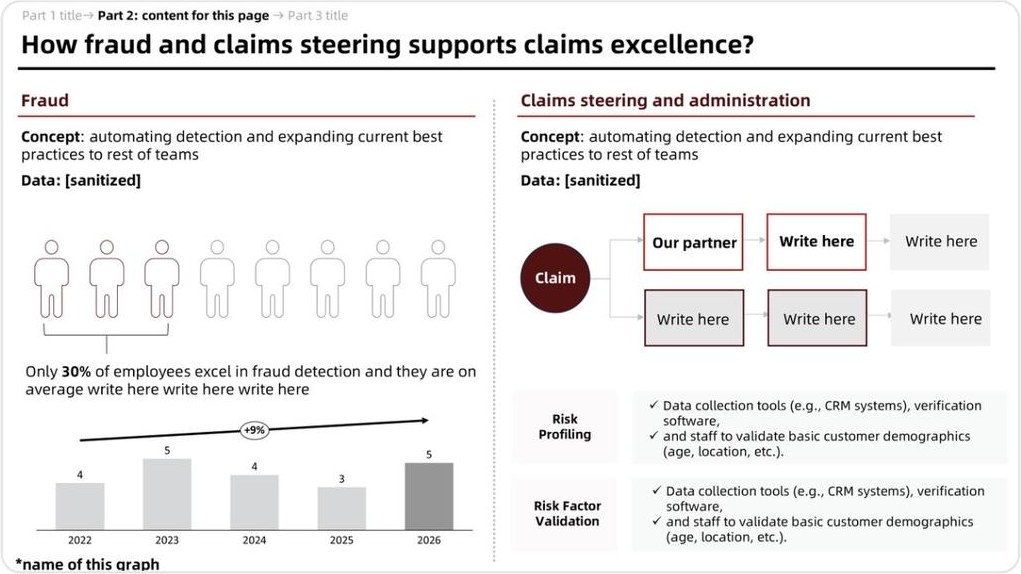 Part 1 title→ Part 2: content for this page → Part 3 title
How fraud and claims steering supports claims excellence?
Fraud
Concept: automating detection and expanding current best
practices to rest of teams
Data: [sanitized]
Only 30% of employees excel in fraud detection and they are on
average write here write here write here
+9%
4
5
4
3
5
2022
2023
2024
2025
2026
*name of this graph
Claims steering and administration
Concept: automating detection and expanding current best
practices to rest of teams
Data: [sanitized]
Claim
Our partner
Write here
Write here
Write here
Write here
Write here
Risk
Profiling
✓ Data collection tools (e.g., CRM systems), verification
software,
✓ and staff to validate basic customer demographics
(age, location, etc.).
Risk Factor
Validation
✓ Data collection tools (e.g., CRM systems), verification
software,
✓ and staff to validate basic customer demographics
(age, location, etc.).